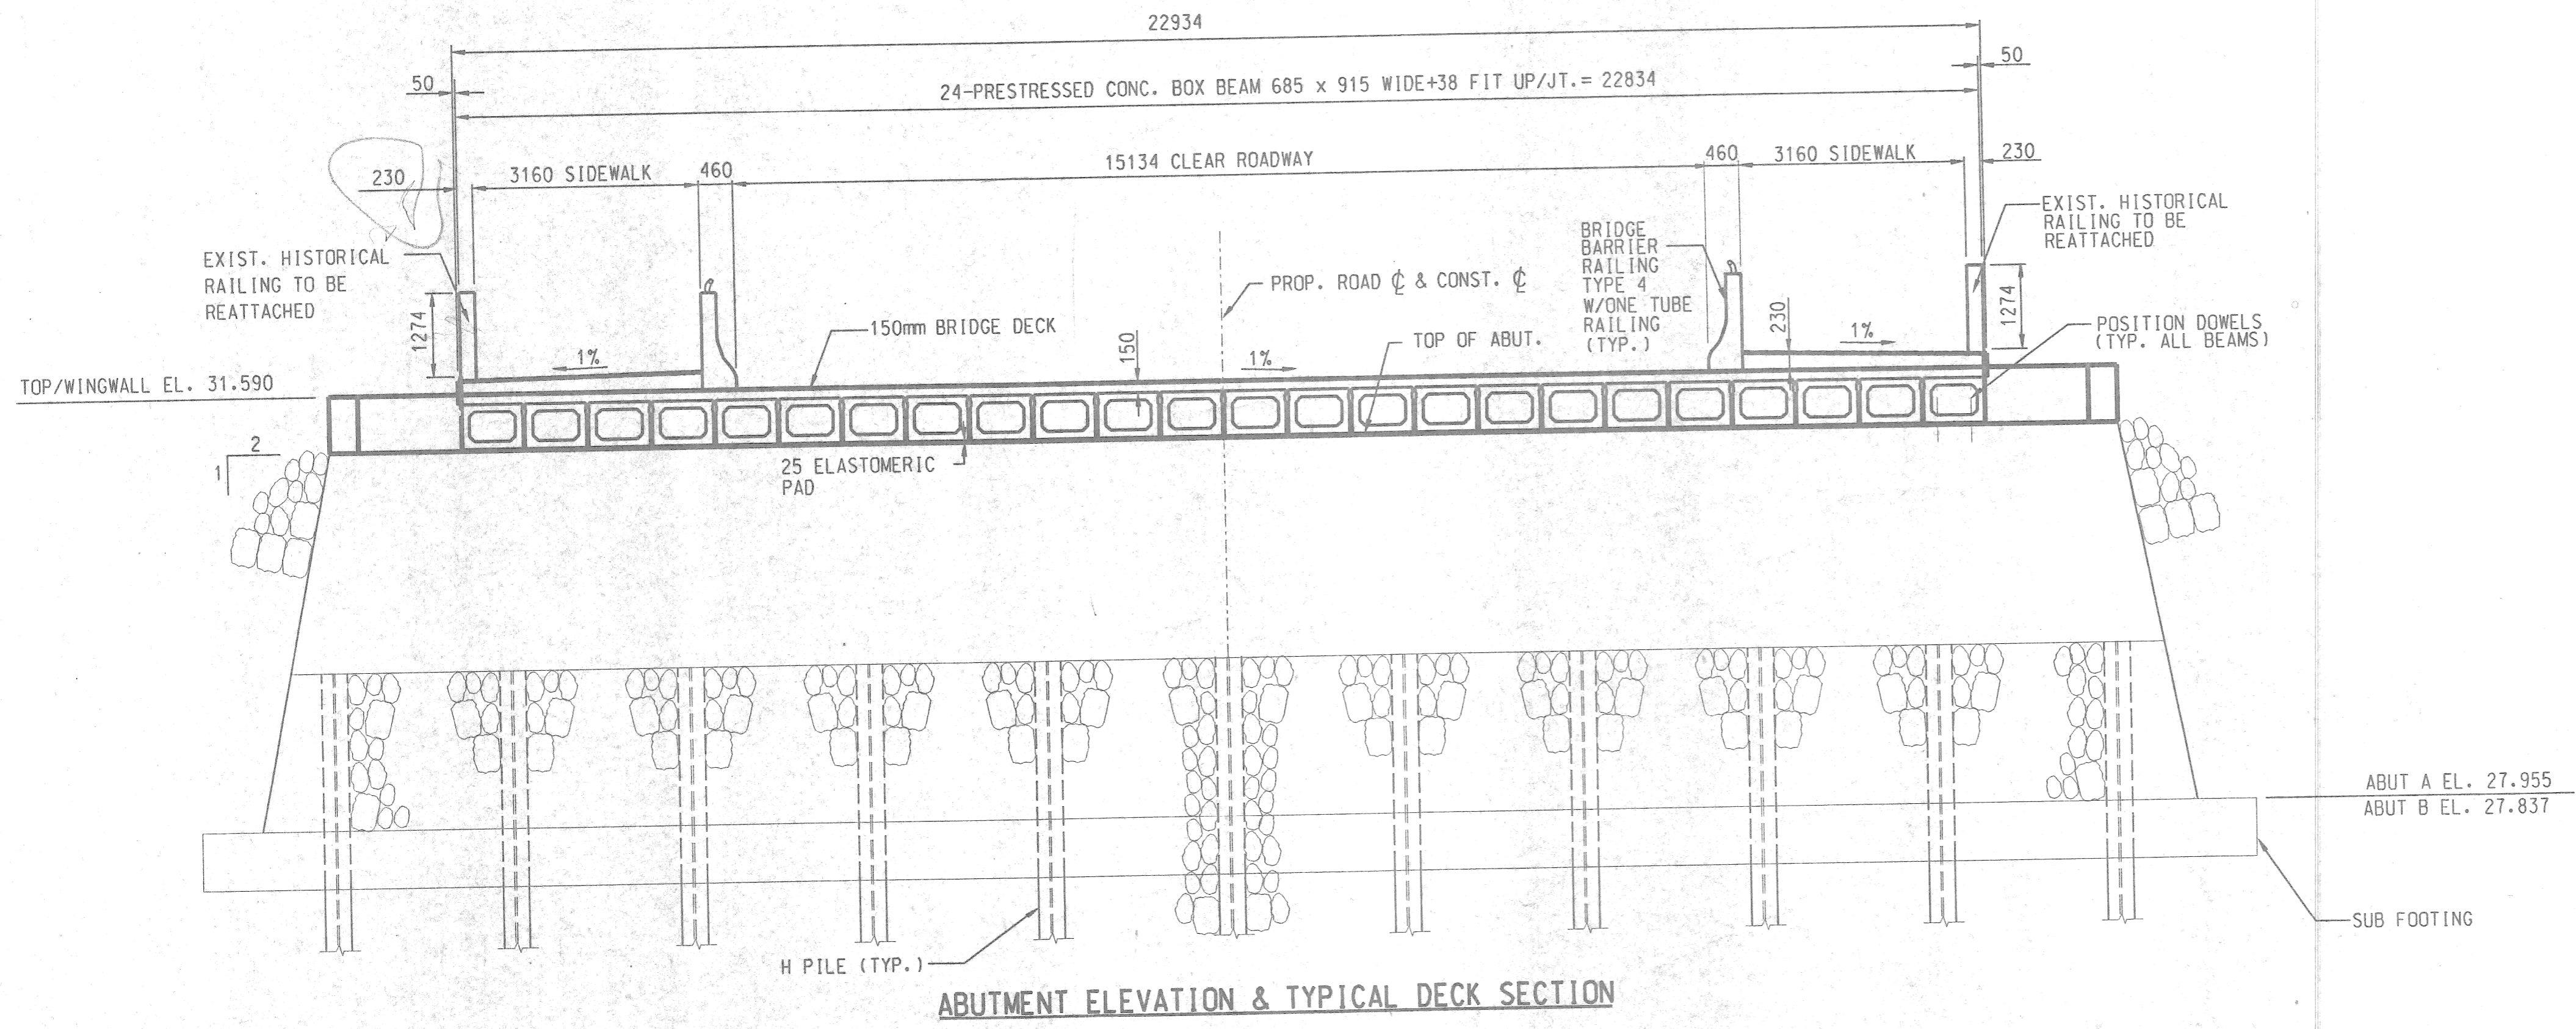 22934
50
50
24-PRESTRESSED CONC. BOX BEAM 685 x 915 WIDE+38 FIT UP/JT.= 22834
230
3160 SIDEWALK
460
15134 CLEAR ROADWAY
460
3160 SIDEWALK
230
EXIST. HISTORICAL
RAILING TO BE
REATTACHED
EXIST. HISTORICAL
RAILING TO BE
REATTACHED
BRIDGE
BARRIER
RAILING
TYPE 4
W/ONE TUBE
RAILING
(TYP.)
PROP. ROAD ℄ & CONST. ℄
1274
150mm BRIDGE DECK
150
TOP OF ABUT.
230
1274
POSITION DOWELS
(TYP. ALL BEAMS)
1%
1%
1%
TOP/WINGWALL EL. 31.590
2
1
25 ELASTOMERIC
PAD
ABUT A EL. 27.955
ABUT B EL. 27.837
SUB FOOTING
H PILE (TYP.)
ABUTMENT ELEVATION & TYPICAL DECK SECTION